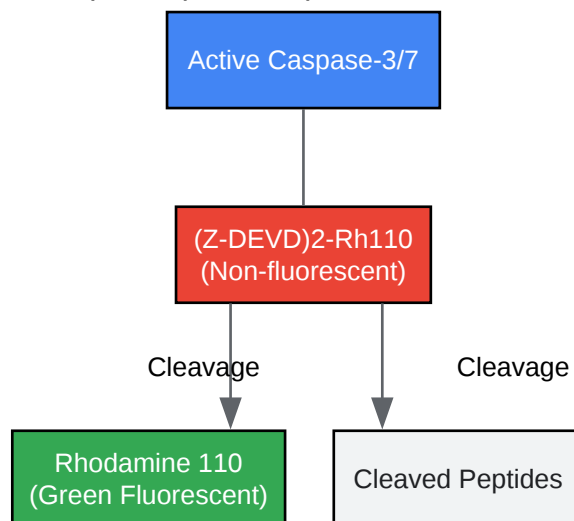 Active Caspase-3/7
(Z-DEVD)2-Rh110
(Non-fluorescent)
Cleavage
Cleavage
Rhodamine 110
(Green Fluorescent)
Cleaved Peptides